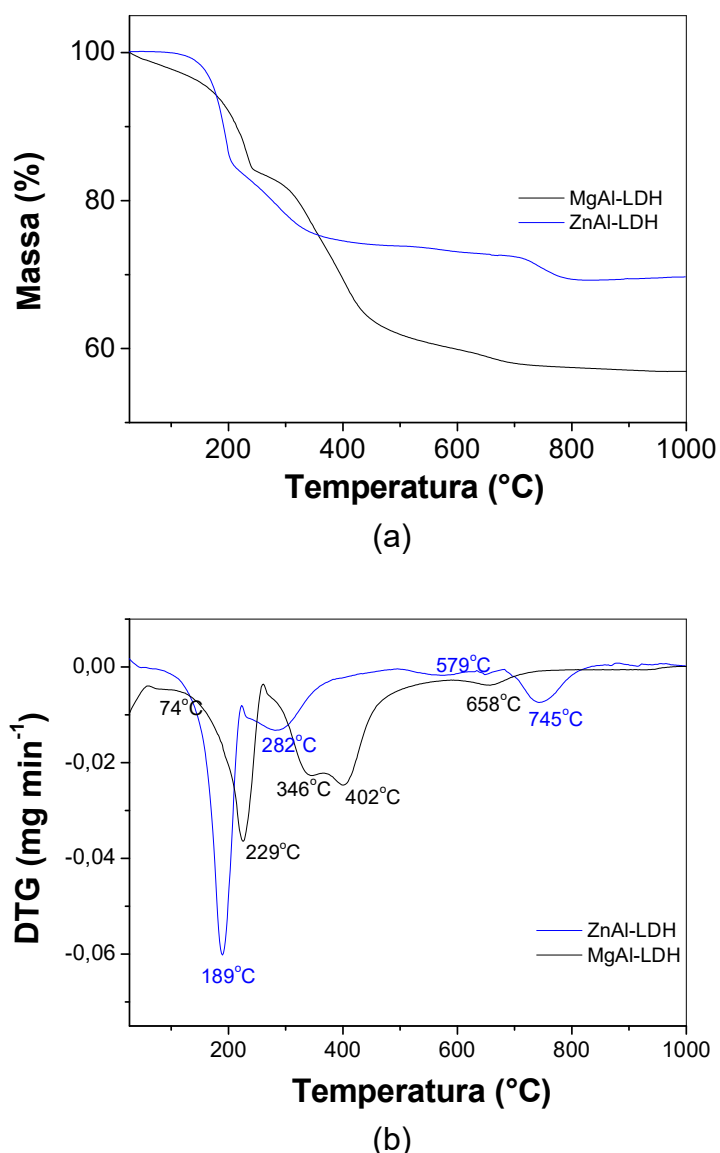 100
80
60
Massa (%)
MgAl-LDH
ZnAl-LDH
200
400
600
800
1000
Temperatura (°C)
(a)
0,00
-0,02
-0,04
-0,06
DTG (mg min⁻¹)
74°C
579°C
658°C
745°C
282°C
346°C
402°C
229°C
189°C
ZnAl-LDH
MgAl-LDH
200
400
600
800
1000
Temperatura (°C)
(b)